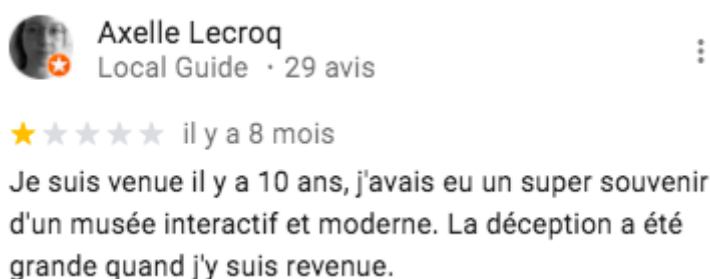 Axelle Lecroq
Local Guide · 29 avis
il y a 8 mois
Je suis venue il y a 10 ans, j'avais eu un super souvenir
d'un musée interactif et moderne. La déception a été
grande quand j'y suis revenue.